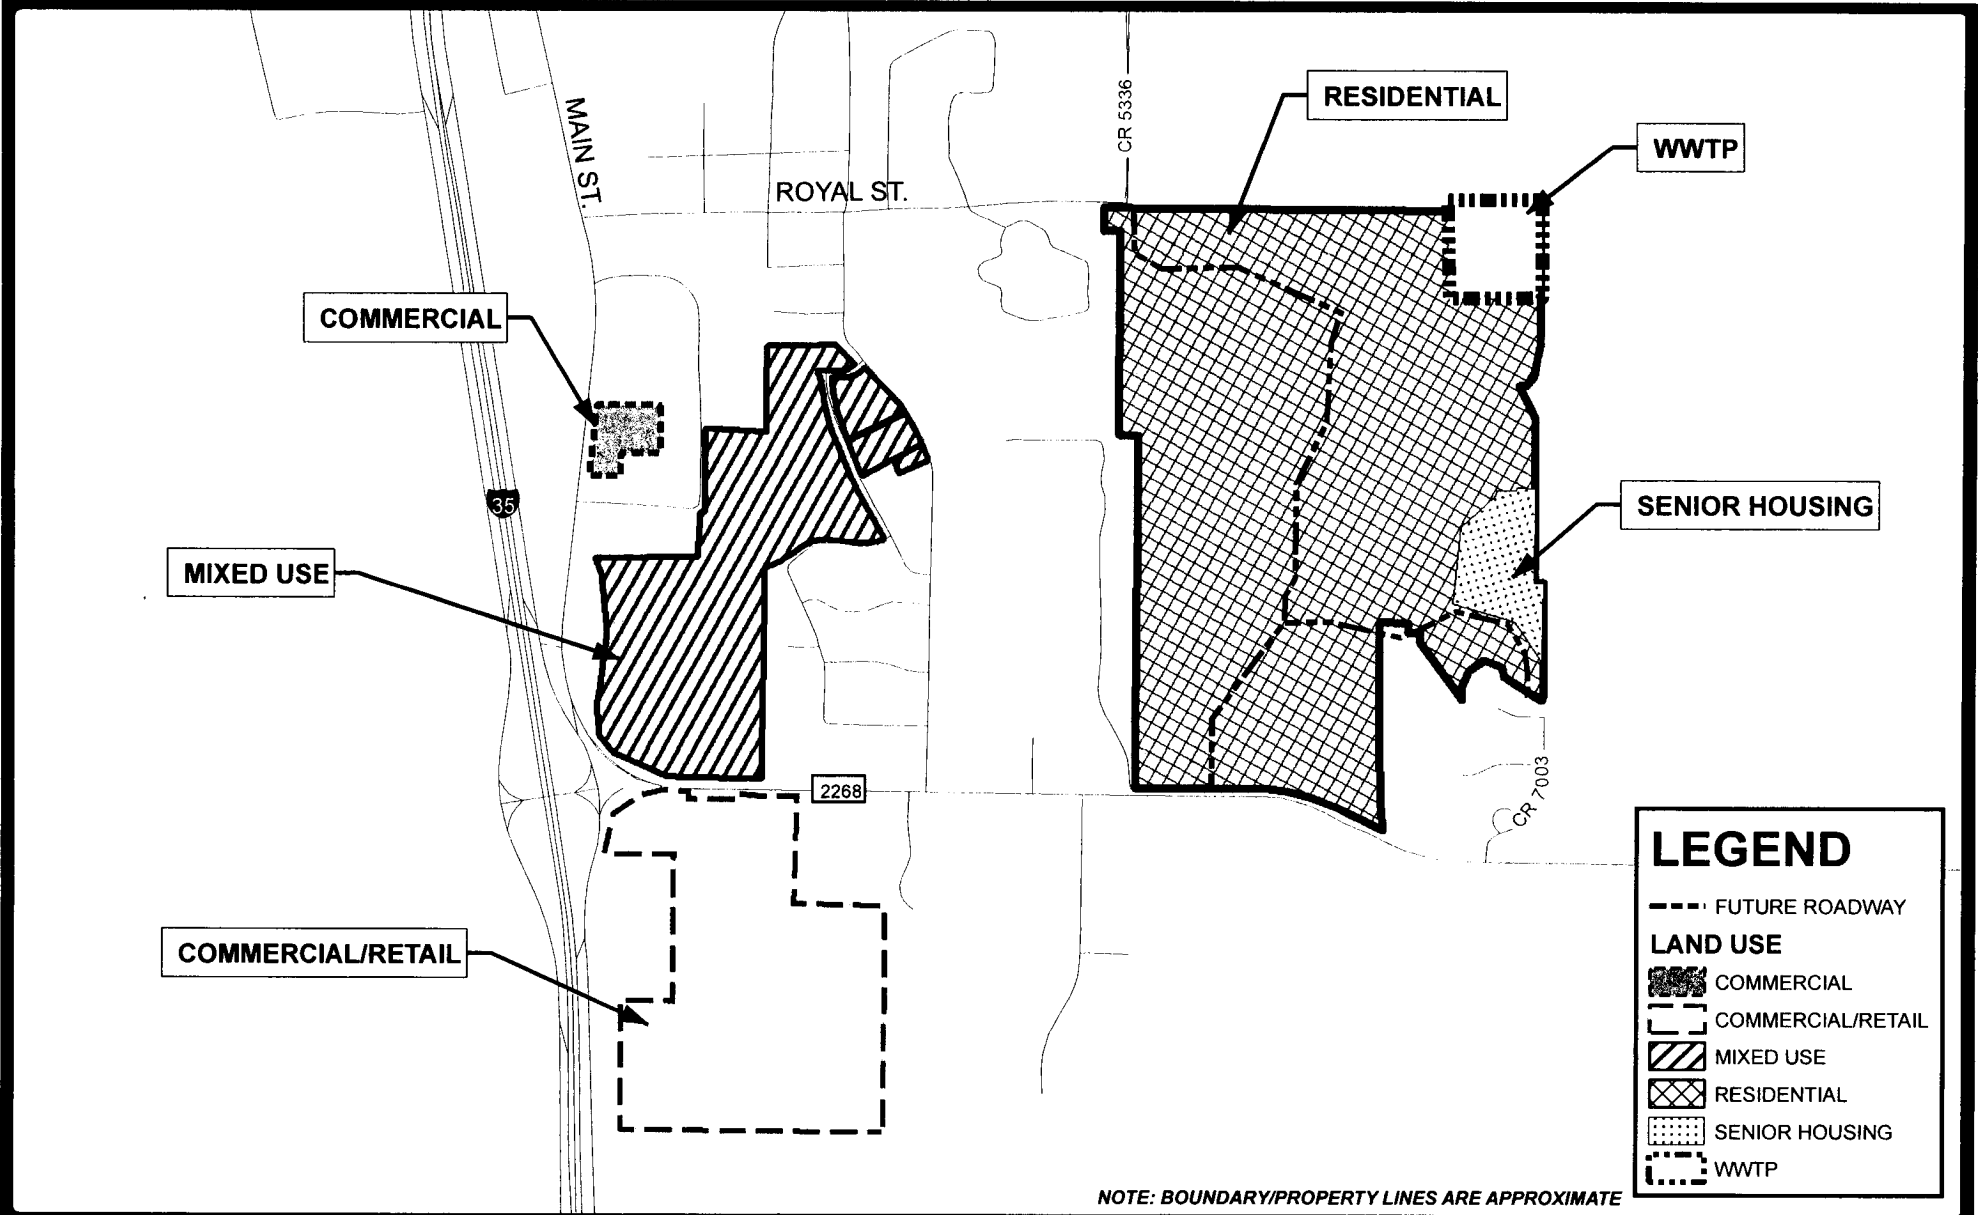 RESIDENTIAL
WWTP
CR 5336
MAIN ST.
ROYAL ST.
COMMERCIAL
35
SENIOR HOUSING
MIXED USE
2268
CR 7003
COMMERCIAL/RETAIL
LEGEND
FUTURE ROADWAY
LAND USE
COMMERCIAL
COMMERCIAL/RETAIL
MIXED USE
RESIDENTIAL
SENIOR HOUSING
WWTP
NOTE: BOUNDARY/PROPERTY LINES ARE APPROXIMATE